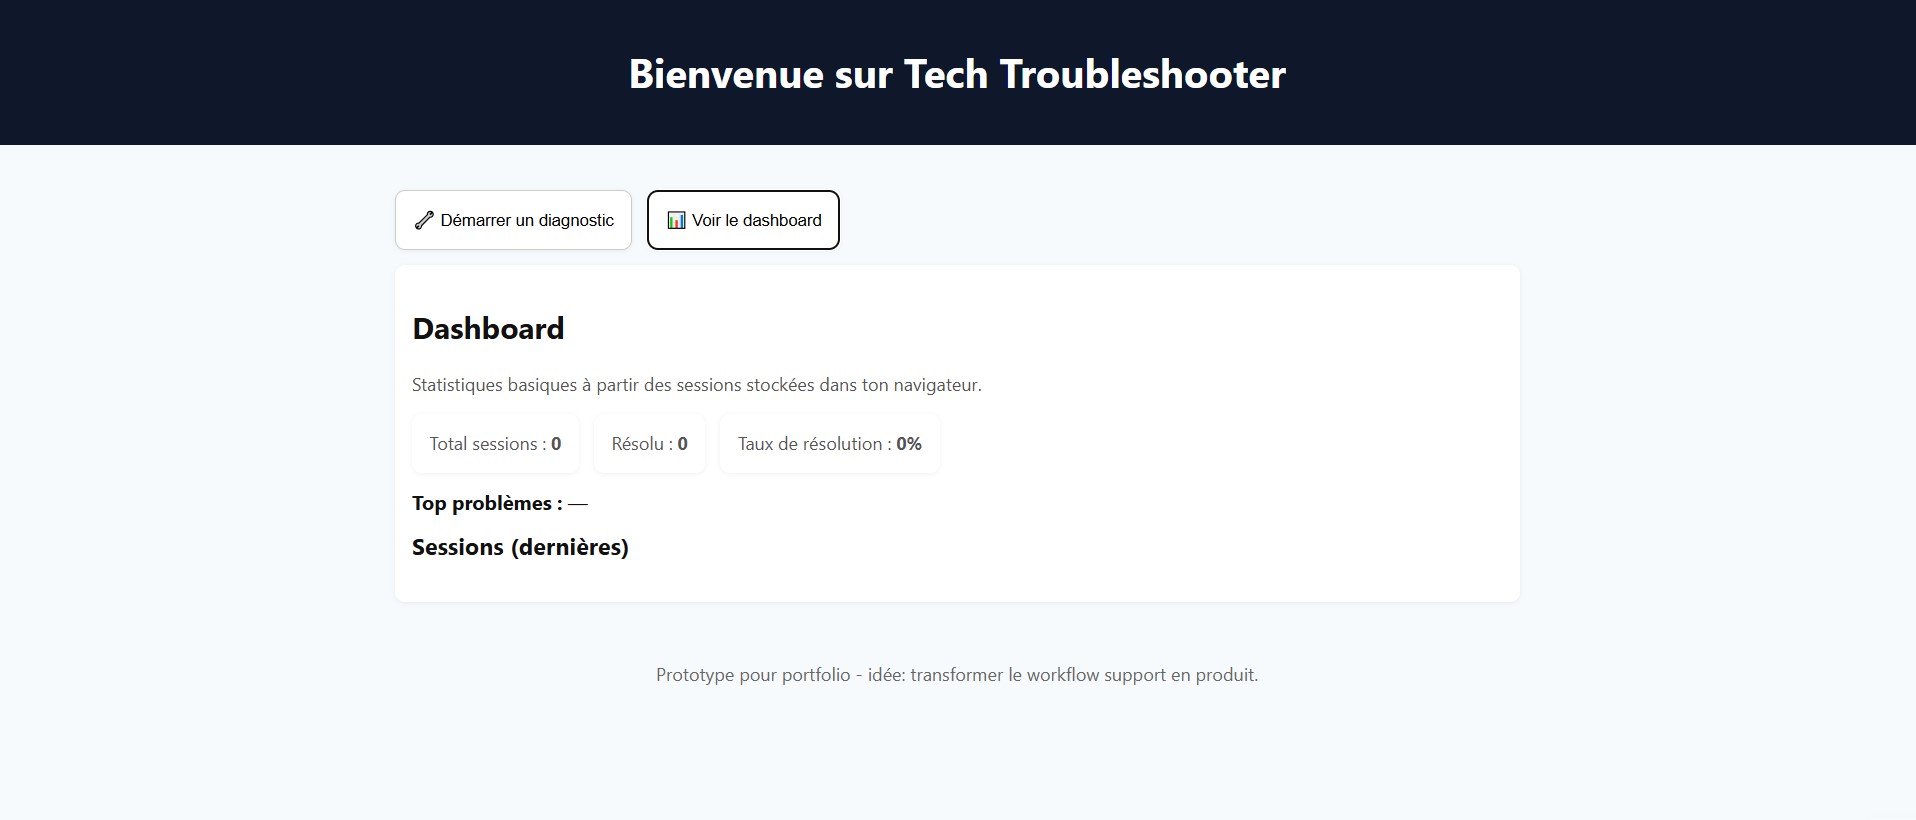 Bienvenue sur Tech Troubleshooter
Démarrer un diagnostic
Voir le dashboard
Dashboard
Statistiques basiques à partir des sessions stockées dans ton navigateur.
Total sessions : 0
Résolu : 0
Taux de résolution : 0%
Top problèmes : —
Sessions (dernières)
Prototype pour portfolio - idée: transformer le workflow support en produit.